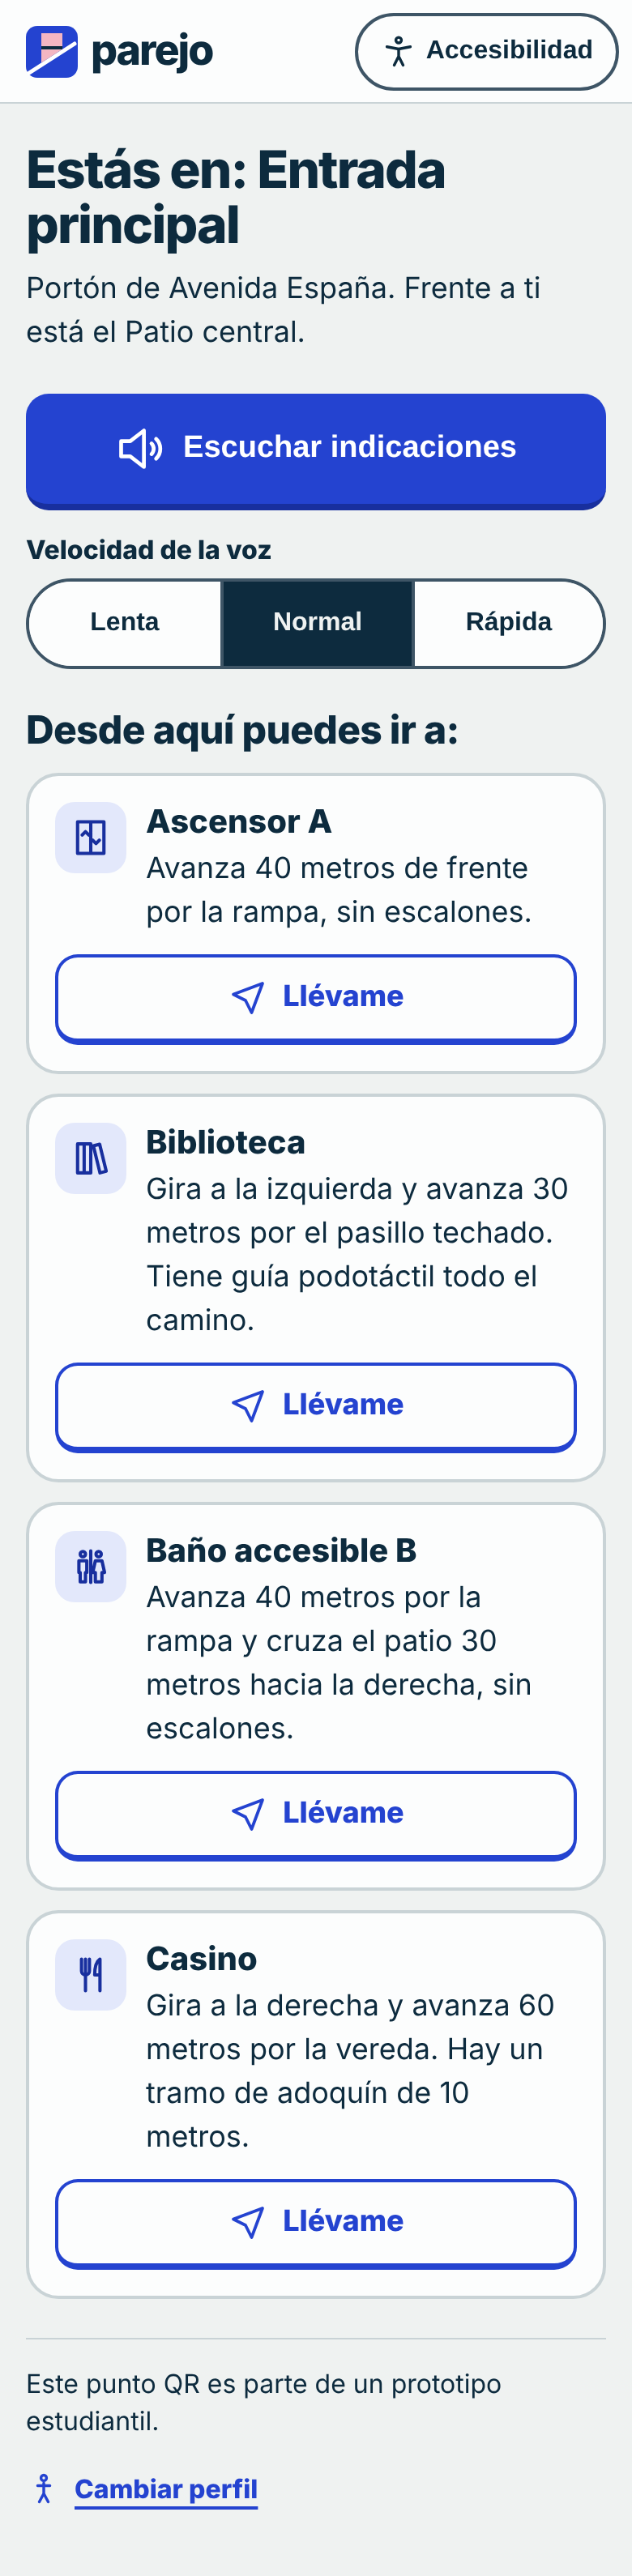 parejo
Accesibilidad
Estás en: Entrada
principal
Portón de Avenida España. Frente a ti
está el Patio central.
Escuchar indicaciones
Velocidad de la voz
Lenta
Normal
Rápida
Desde aquí puedes ir a:
Ascensor A
Avanza 40 metros de frente
por la rampa, sin escalones.
Llévame
Biblioteca
Gira a la izquierda y avanza 30
metros por el pasillo techado.
Tiene guía podotáctil todo el
camino.
Llévame
Baño accesible B
Avanza 40 metros por la
rampa y cruza el patio 30
metros hacia la derecha, sin
escalones.
Llévame
Casino
Gira a la derecha y avanza 60
metros por la vereda. Hay un
tramo de adoquín de 10
metros.
Llévame
Este punto QR es parte de un prototipo
estudiantil.
Cambiar perfil